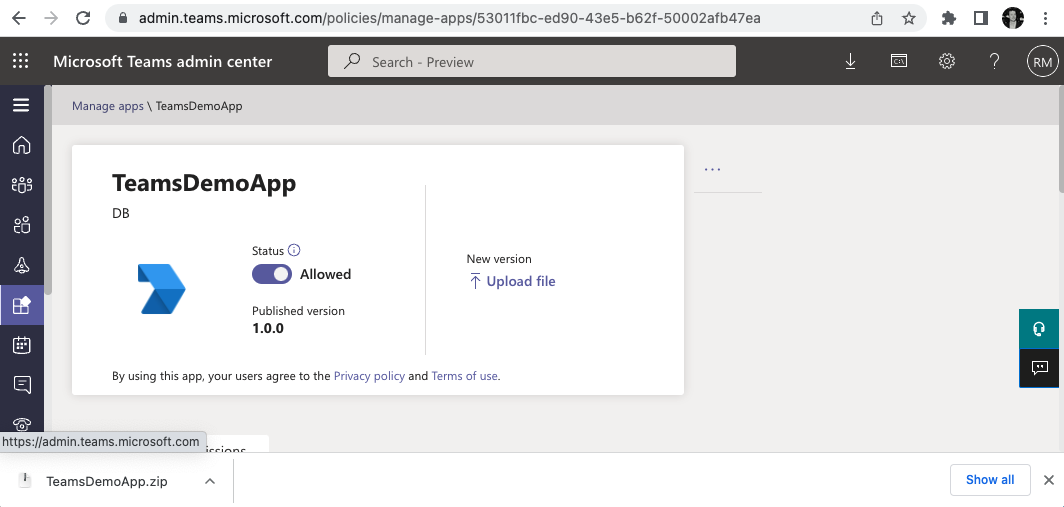 admin.teams.microsoft.com/policies/manage-apps/53011fbc-ed90-43e5-b62f-50002afb47ea
Microsoft Teams admin center
Search - Preview
RM
Manage apps \ TeamsDemoApp
TeamsDemoApp
DB
Status
Allowed
Published version
1.0.0
New version
Upload file
By using this app, your users agree to the Privacy policy and Terms of use.
https://admin.teams.microsoft.com
TeamsDemoApp.zip
Show all